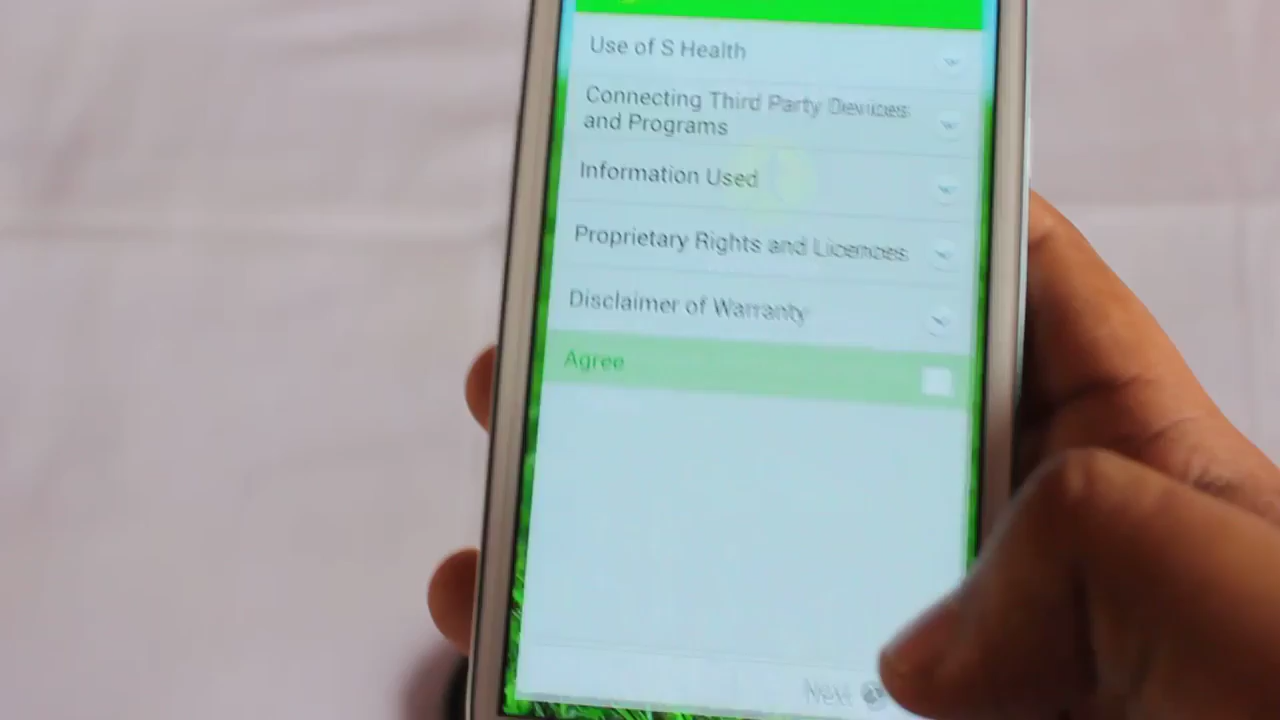 Use of S Health
Connecting Third Party Devices
and Programs
Information Used
Proprietary Rights and Licences
Disclaimer of Warranty
Agree
Next